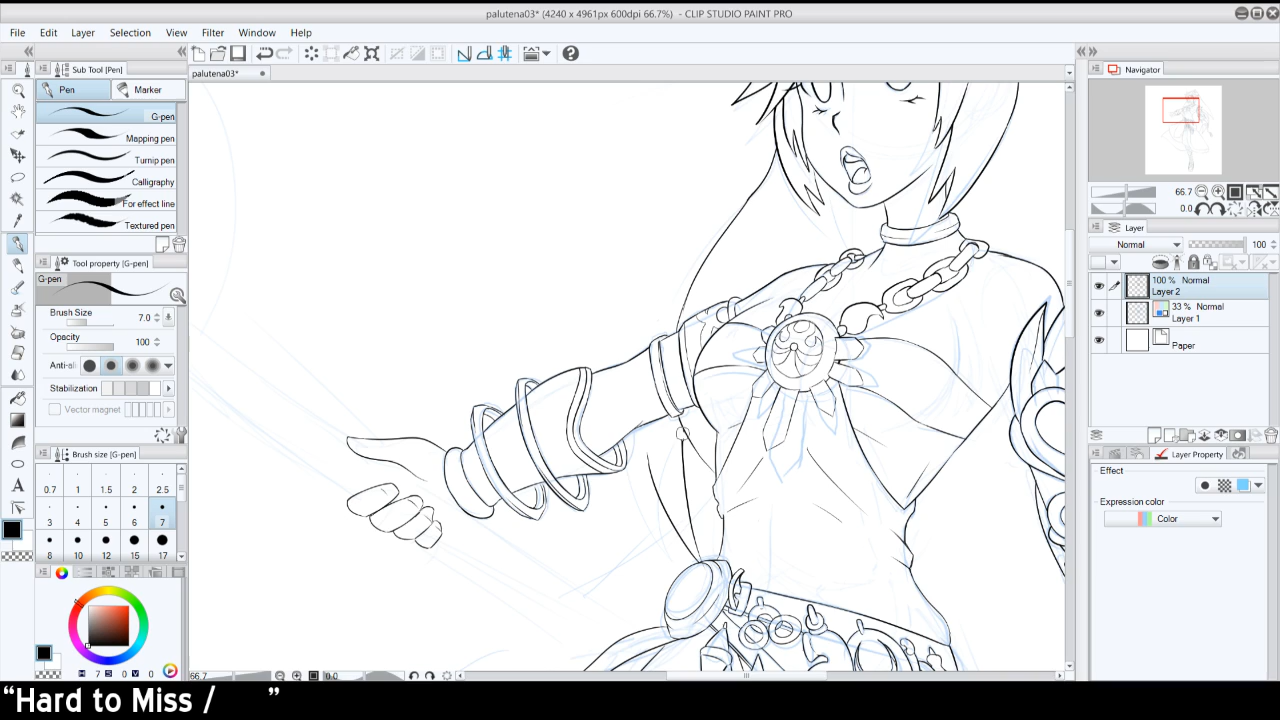 palutena03* (4240 x 4961px 600dpi 66.7%)  - CLIP STUDIO PAINT PRO
File Edit Layer Selection View Filter Window Help
Sub Tool [Pen]
palutena03*
Navigator
Pen Marker
G-pen
Mapping pen
Turnip pen
Calligraphy
For effect line
Textured pen
66.7
0.0
Layer
Normal 100
100 % Normal
Layer 2
33 % Normal
Layer 1
Paper
Tool property [G-pen]
G-pen
Brush Size 7.0
Opacity 100
Anti-ali
Stabilization
Vector magnet
Brush size [G-pen]
0.7 1 1.5 2 2.5
3 4 5 6 7
8 10 12 15 17
Layer Property
Effect
Expression color
Color
H 7 S 0 V 0
66.7 0.0
“Hard to Miss / ”